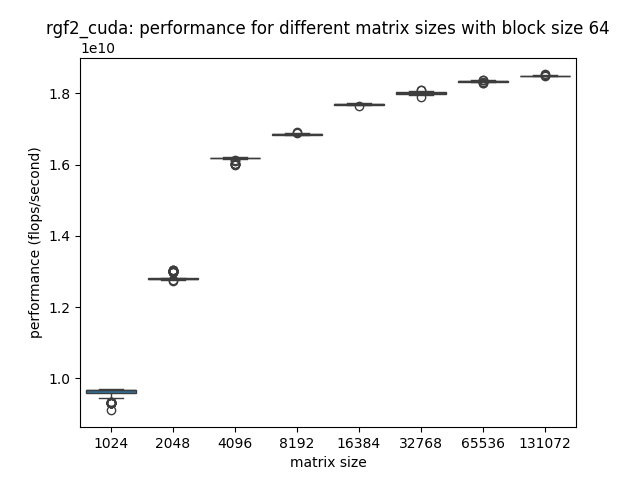 rgf2_cuda: performance for different matrix sizes with block size 64
1e10
1.8
1.6
1.4
1.2
1.0
performance (flops/second)
1024 2048 4096 8192 16384 32768 65536 131072
matrix size